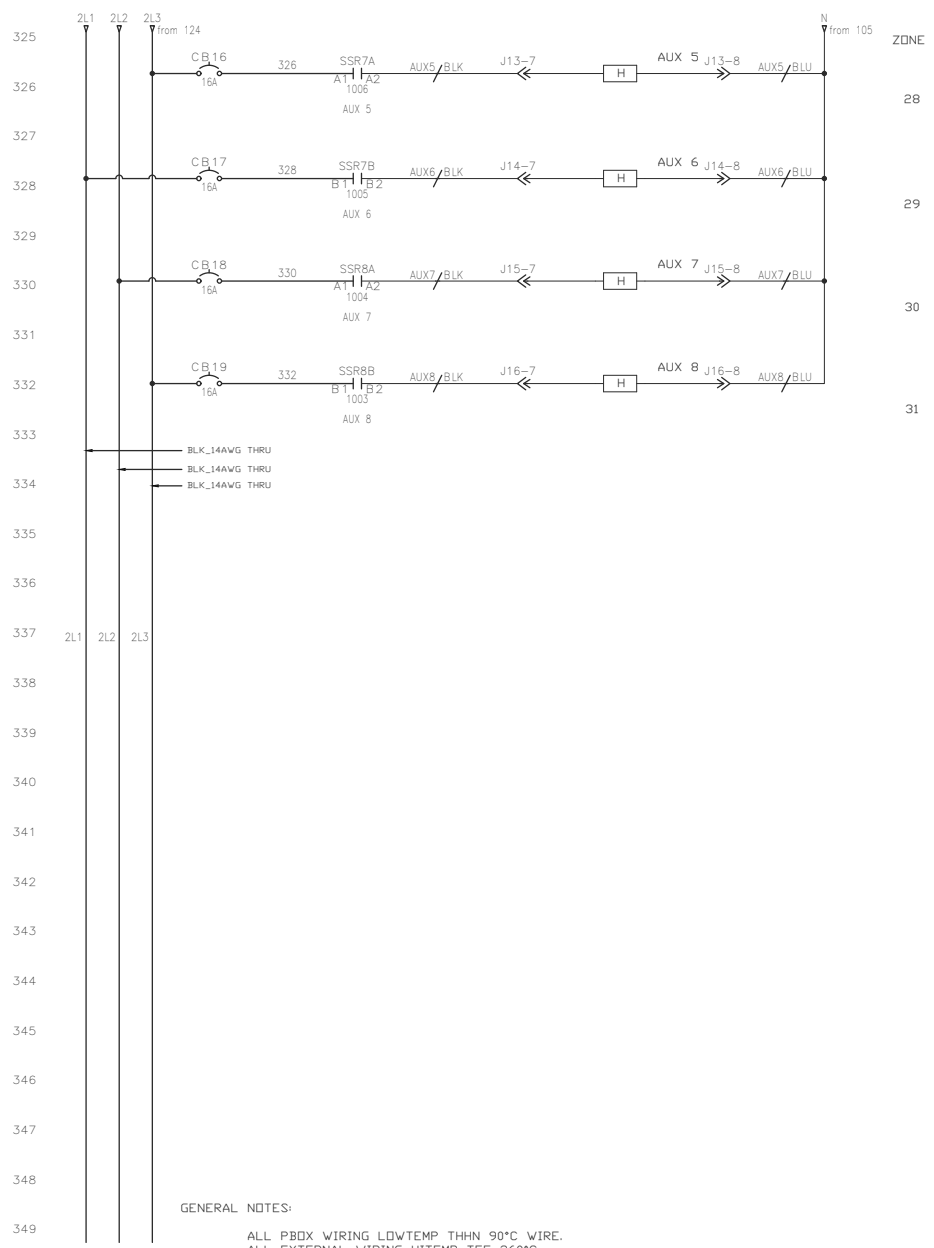 2L1 2L2 2L3 N
from 124 from 105
325 ZONE
CB16 326 SSR7A AUX5/BLK J13-7 AUX 5 J13-8 AUX5/BLU
16A A1 A2 H
326 1006 28
AUX 5
327
CB17 328 SSR7B AUX6/BLK J14-7 AUX 6 J14-8 AUX6/BLU
328 16A B1 B2 H
1005 29
AUX 6
329
CB18 330 SSR8A AUX7/BLK J15-7 AUX 7 J15-8 AUX7/BLU
330 16A A1 A2 H
1004 30
AUX 7
331
CB19 332 SSR8B AUX8/BLK J16-7 AUX 8 J16-8 AUX8/BLU
332 16A B1 B2 H
1003 31
AUX 8
333
BLK_14AWG THRU
BLK_14AWG THRU
334 BLK_14AWG THRU
335
336
337 2L1 2L2 2L3
338
339
340
341
342
343
344
345
346
347
348
GENERAL NOTES:
349
ALL PBOX WIRING LOWTEMP THHN 90°C WIRE.
ALL EXTERNAL WIRING HITEMP